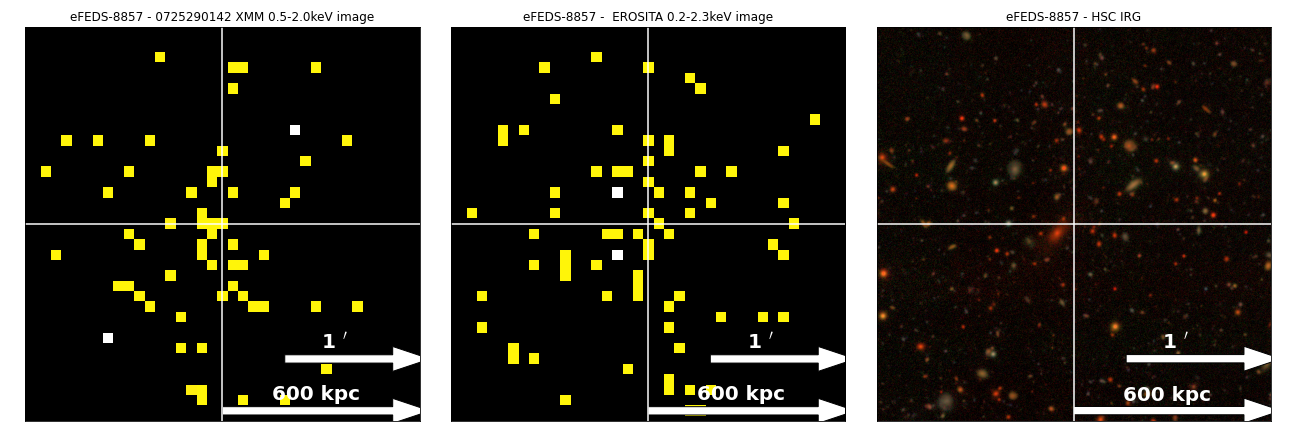 eFEDS-8857 - 0725290142 XMM 0.5-2.0keV image
eFEDS-8857 - EROSITA 0.2-2.3keV image
eFEDS-8857 - HSC IRG
1 ′
1 ′
1 ′
600 kpc
600 kpc
600 kpc